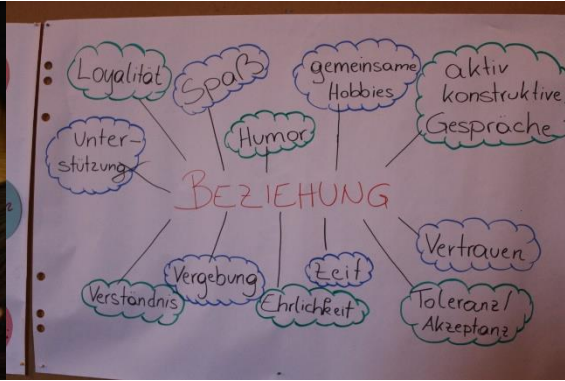 Loyalität
Spaß
gemeinsame
Hobbies
aktiv
konstruktive
Gespräche
Humor
Unter-
stützung
BEZIEHUNG
Vertrauen
Vergebung
Zeit
Verständnis
Ehrlichkeit
Toleranz/
Akzeptanz